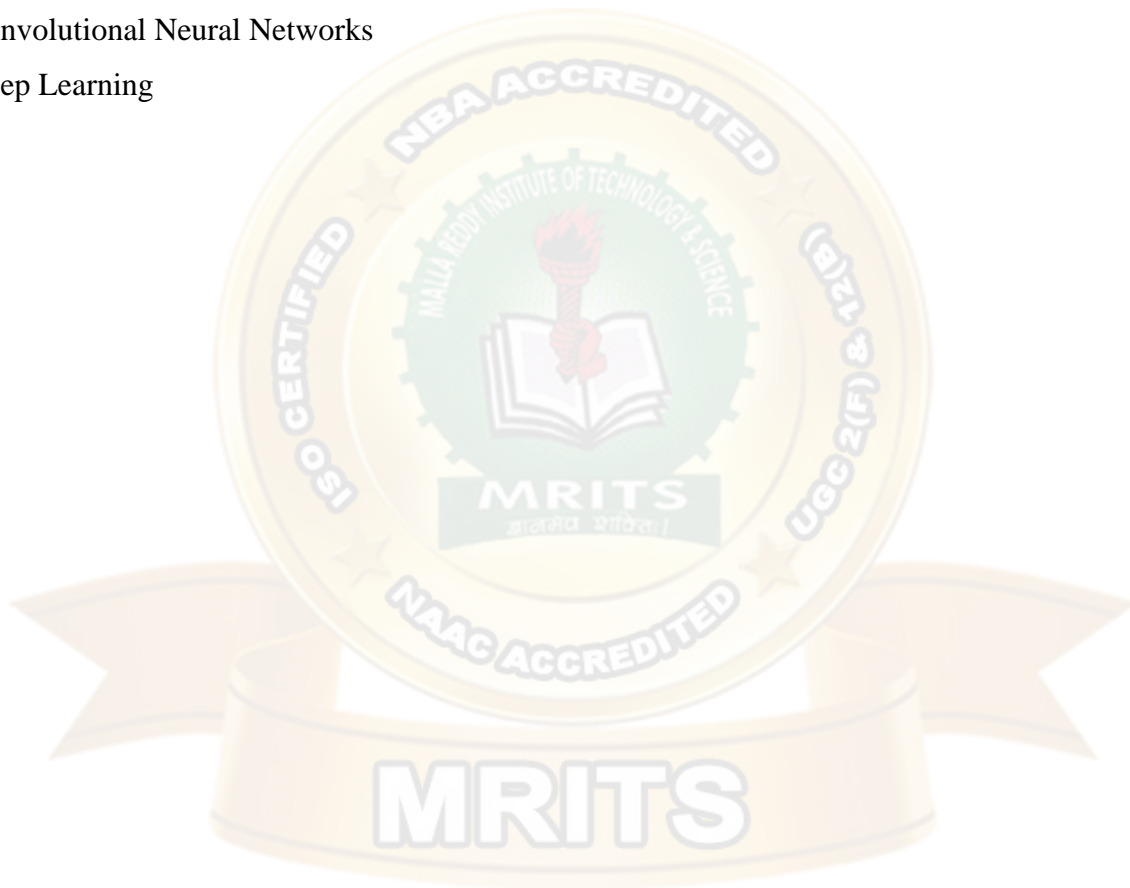 nvolutional Neural Networks
ep Learning
NBA ACCREDITED
MALLA REDDY INSTITUTE OF TECHNOLOGY & SCIENCE
ISO CERTIFIED
UGC 2(F) & 12(B)
MRITS
NAAC ACCREDITED
MRITS